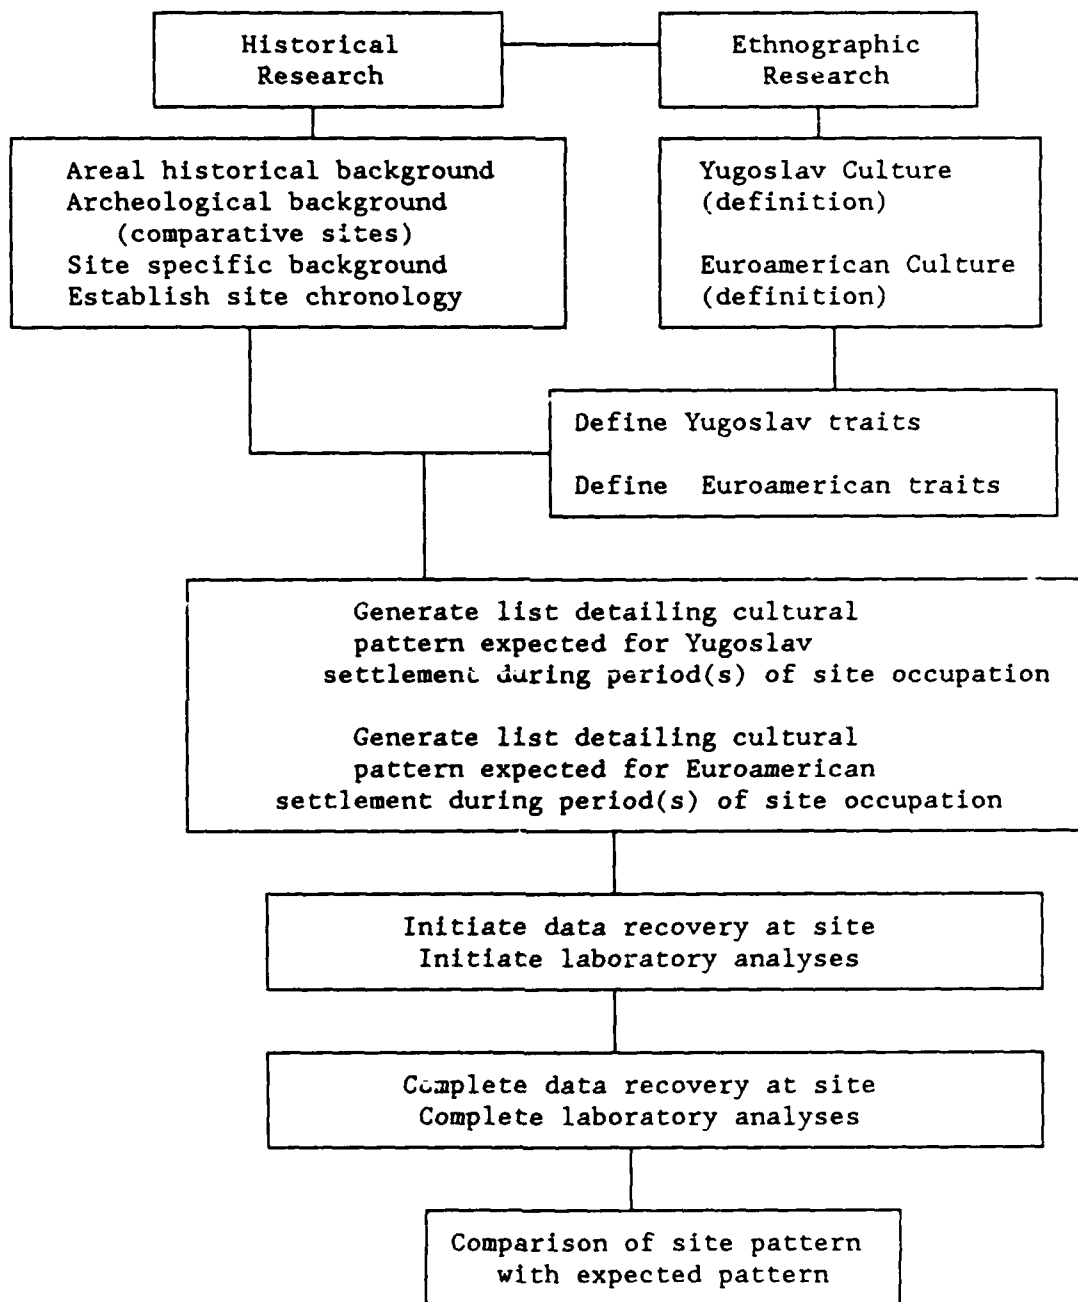 Historical
Research
Ethnographic
Research
Areal historical background
Archeological background
(comparative sites)
Site specific background
Establish site chronology
Yugoslav Culture
(definition)
Euroamerican Culture
(definition)
Define Yugoslav traits
Define Euroamerican traits
Generate list detailing cultural
pattern expected for Yugoslav
settlement during period(s) of site occupation
Generate list detailing cultural
pattern expected for Euroamerican
settlement during period(s) of site occupation
Initiate data recovery at site
Initiate laboratory analyses
Complete data recovery at site
Complete laboratory analyses
Comparison of site pattern
with expected pattern